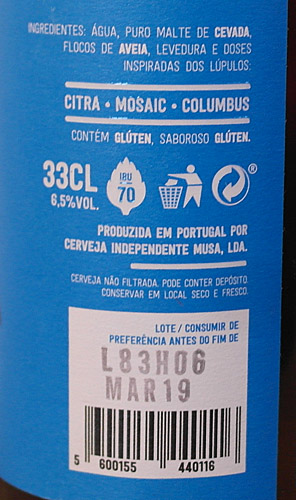 INGREDIENTES: ÁGUA, PURO MALTE DE CEVADA,
FLOCOS DE AVEIA, LEVEDURA E DOSES
INSPIRADAS DOS LÚPULOS:
CITRA • MOSAIC • COLUMBUS
CONTÉM GLÚTEN, SABOROSO GLÚTEN.
33CL
6,5%VOL.
IBU
70
®
PRODUZIDA EM PORTUGAL POR
CERVEJA INDEPENDENTE MUSA, LDA.
CERVEJA NÃO FILTRADA. PODE CONTER DEPÓSITO.
CONSERVAR EM LOCAL SECO E FRESCO.
LOTE / CONSUMIR DE
PREFERÊNCIA ANTES DO FIM DE
L83H06
MAR19
5 600155 440116